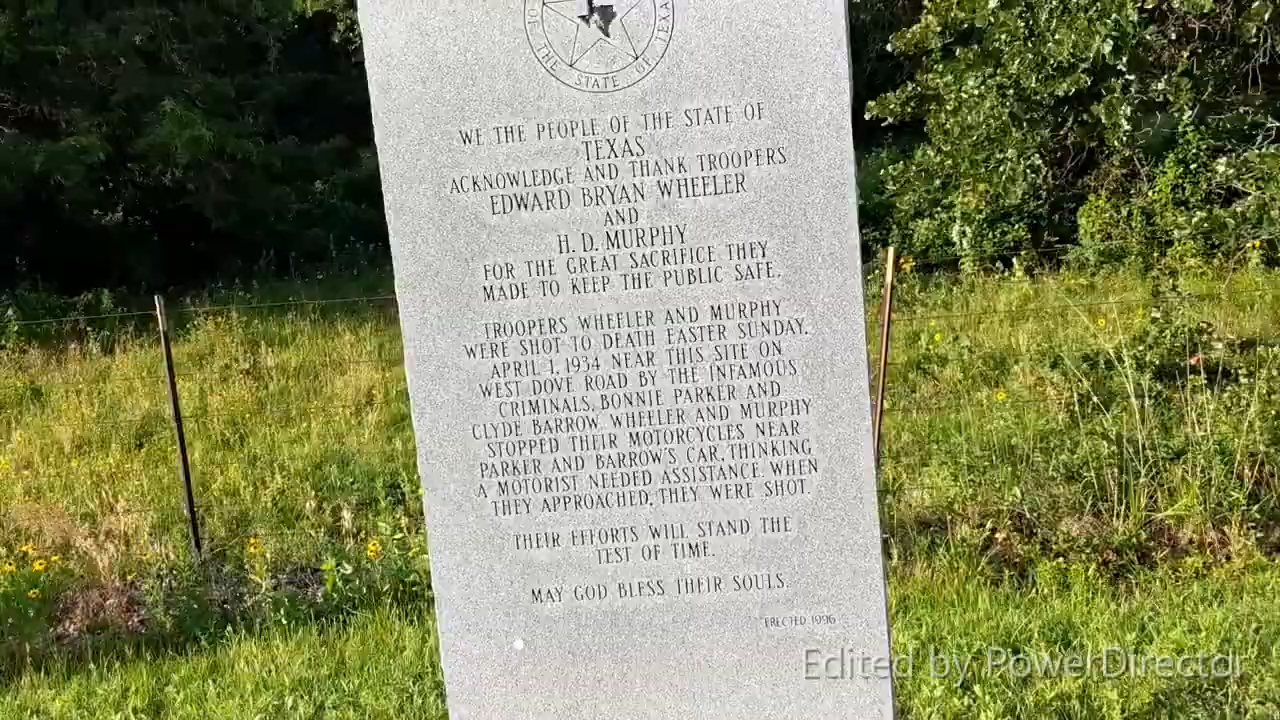 OF THE STATE OF TEXAS
WE THE PEOPLE OF THE STATE OF
TEXAS
ACKNOWLEDGE AND THANK TROOPERS
EDWARD BRYAN WHEELER
AND
H. D. MURPHY
FOR THE GREAT SACRIFICE THEY
MADE TO KEEP THE PUBLIC SAFE.
TROOPERS WHEELER AND MURPHY
WERE SHOT TO DEATH EASTER SUNDAY,
APRIL 1, 1934 NEAR THIS SITE ON
WEST DOVE ROAD BY THE INFAMOUS
CRIMINALS, BONNIE PARKER AND
CLYDE BARROW. WHEELER AND MURPHY
STOPPED THEIR MOTORCYCLES NEAR
PARKER AND BARROW'S CAR, THINKING
A MOTORIST NEEDED ASSISTANCE. WHEN
THEY APPROACHED, THEY WERE SHOT.
THEIR EFFORTS WILL STAND THE
TEST OF TIME.
MAY GOD BLESS THEIR SOULS.
ERECTED 1996
Edited by PowerDirector